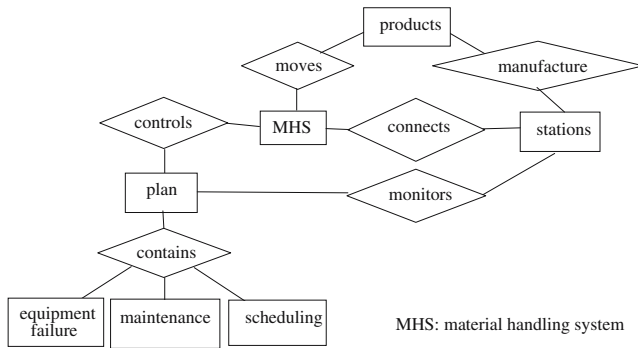 products
moves
manufacture
controls
MHS
connects
stations
plan
monitors
contains
equipment
failure
maintenance
scheduling
MHS: material handling system